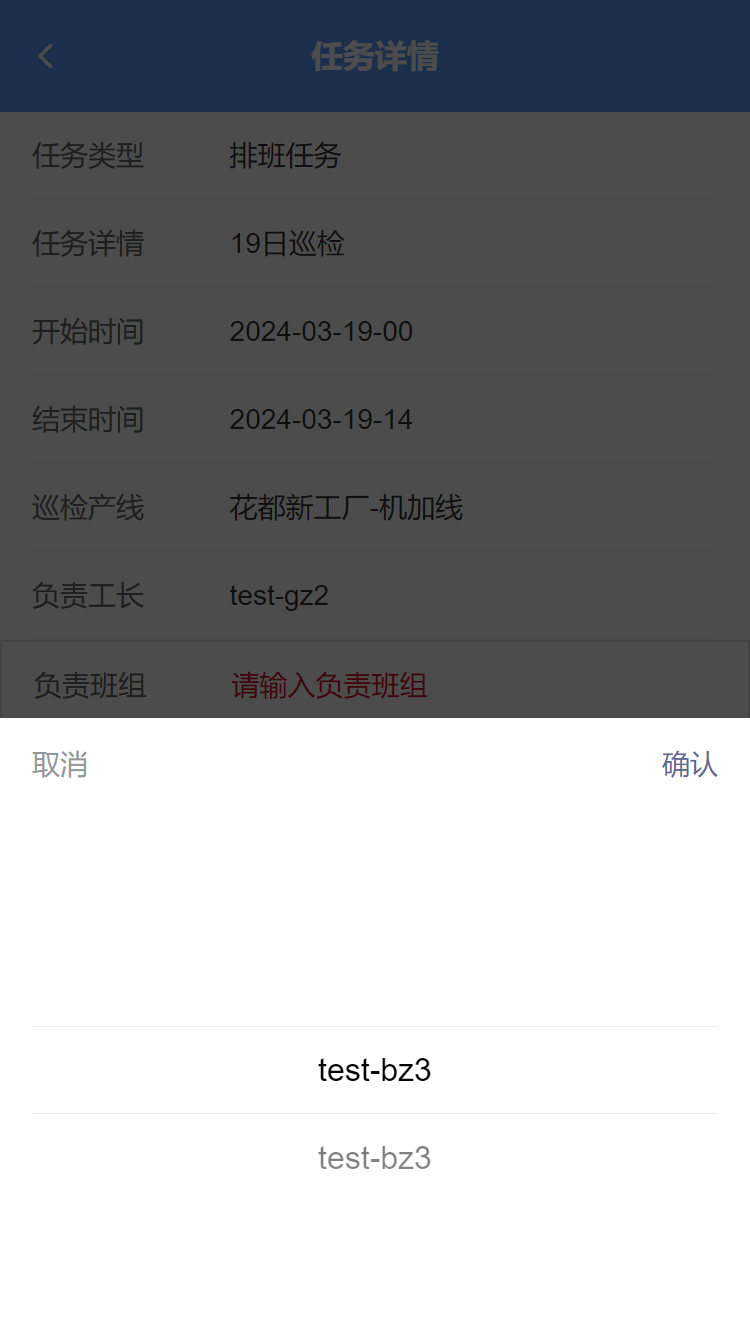 任务详情
任务类型 排班任务
任务详情 19日巡检
开始时间 2024-03-19-00
结束时间 2024-03-19-14
巡检产线 花都新工厂-机加线
负责工长 test-gz2
负责班组 请输入负责班组
取消 确认
test-bz3
test-bz3